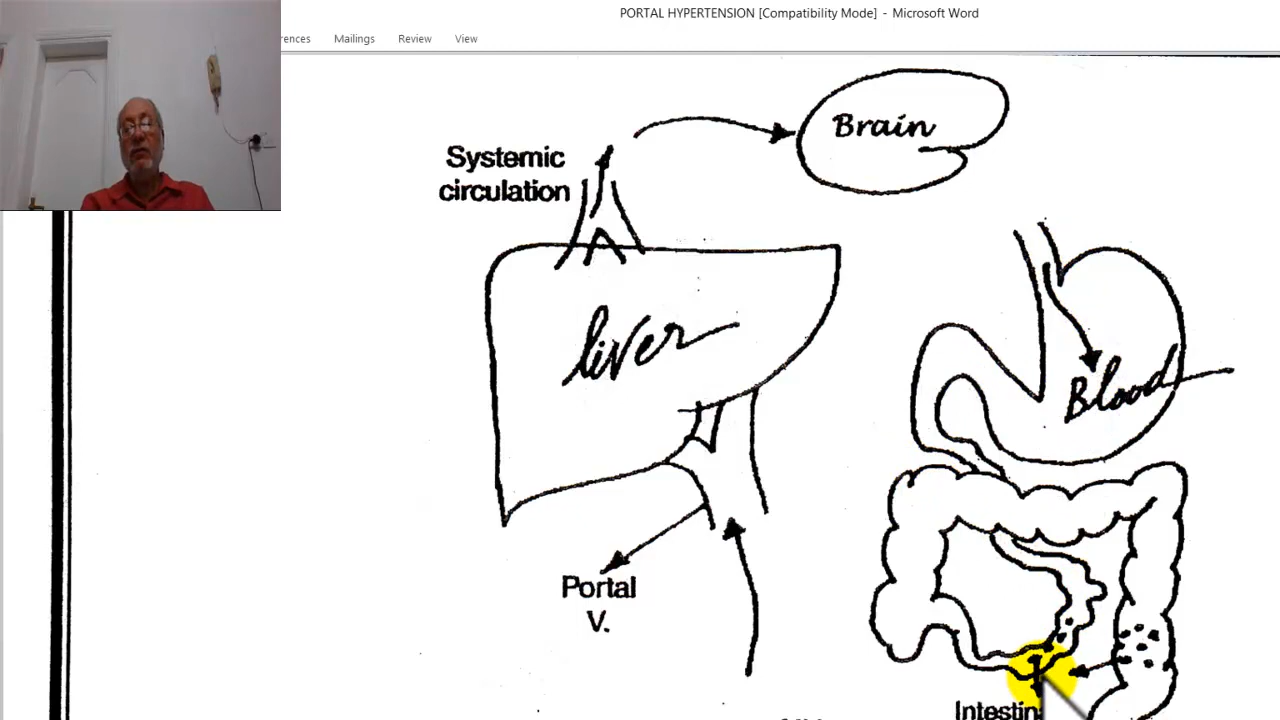 PORTAL HYPERTENSION [Compatibility Mode] - Microsoft Word
rences Mailings Review View
Brain
Systemic
circulation
liver
Blood
Portal
V.
Intestin